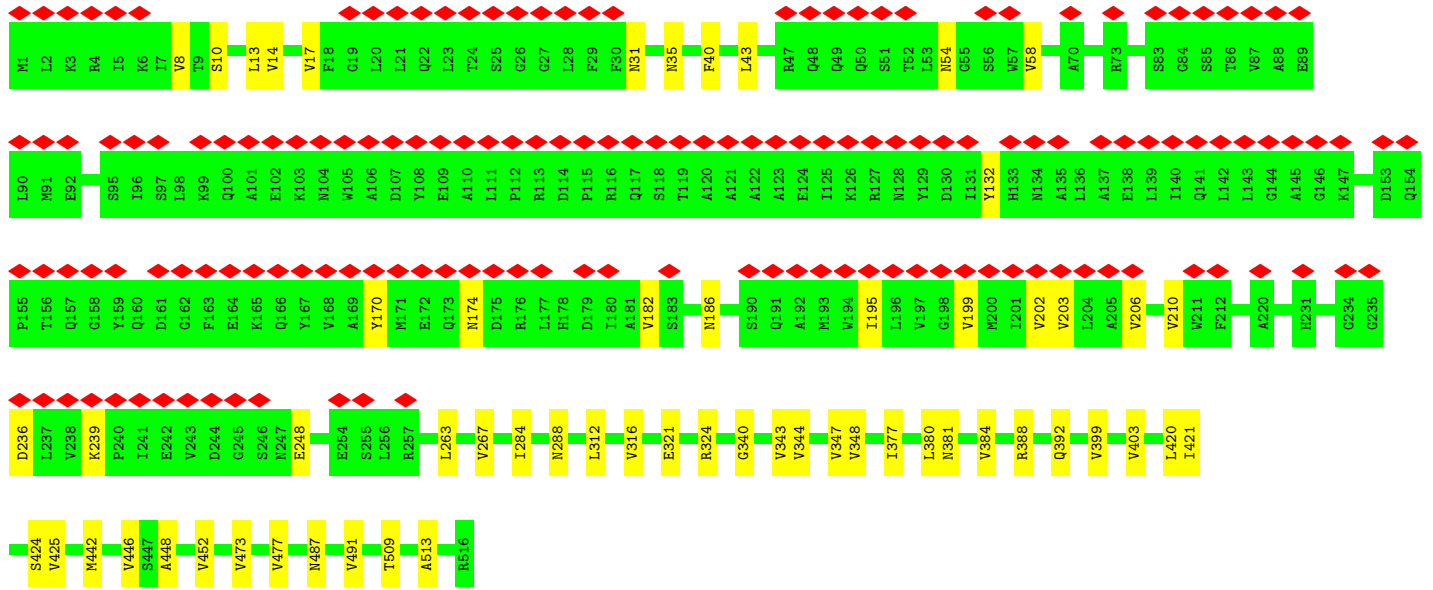 M1 L2 K3 R4 I5 K6 I7 V8 T9 S10 L13 V14 V17 F18 G19 L20 L21 Q22 L23 T24 S25 G26 G27 L28 F29 F30 N31 N35 F40 L43 R47 Q48 Q49 Q50 S51 T52 L53 N54 G55 S56 W57 V58 A70 R73 S83 G84 S85 T86 V87 A88 E89
L90 M91 E92 S95 I96 S97 L98 K99 Q100 A101 E102 K103 N104 W105 A106 D107 Y108 E109 A110 L111 P112 R113 D114 P115 R116 Q117 S118 T119 A120 A121 A122 A123 E124 I125 K126 R127 N128 Y129 D130 I131 Y132 H133 N134 A135 L136 A137 E138 L139 I140 Q141 L142 L143 G144 A145 G146 K147 D153 Q154
P155 T156 Q157 G158 Y159 Q160 D161 G162 F163 E164 K165 Q166 Y167 V168 A169 Y170 M171 E172 Q173 N174 D175 R176 L177 H178 D179 I180 A181 V182 S183 N186 S190 Q191 A192 M193 W194 I195 L196 V197 G198 V199 M200 I201 V202 V203 L204 A205 V206 V210 W211 F212 A220 H231 G234 G235
D236 L237 V238 K239 P240 I241 E242 V243 D244 G245 S246 N247 E248 E254 S255 L256 R257 L263 V267 I284 N288 L312 V316 E321 R324 G340 V343 V344 V347 V348 I377 L380 N381 V384 R388 Q392 V399 V403 L420 I421
S424 V425 M442 V446 S447 A448 V452 V473 V477 N487 V491 T509 A513 R516